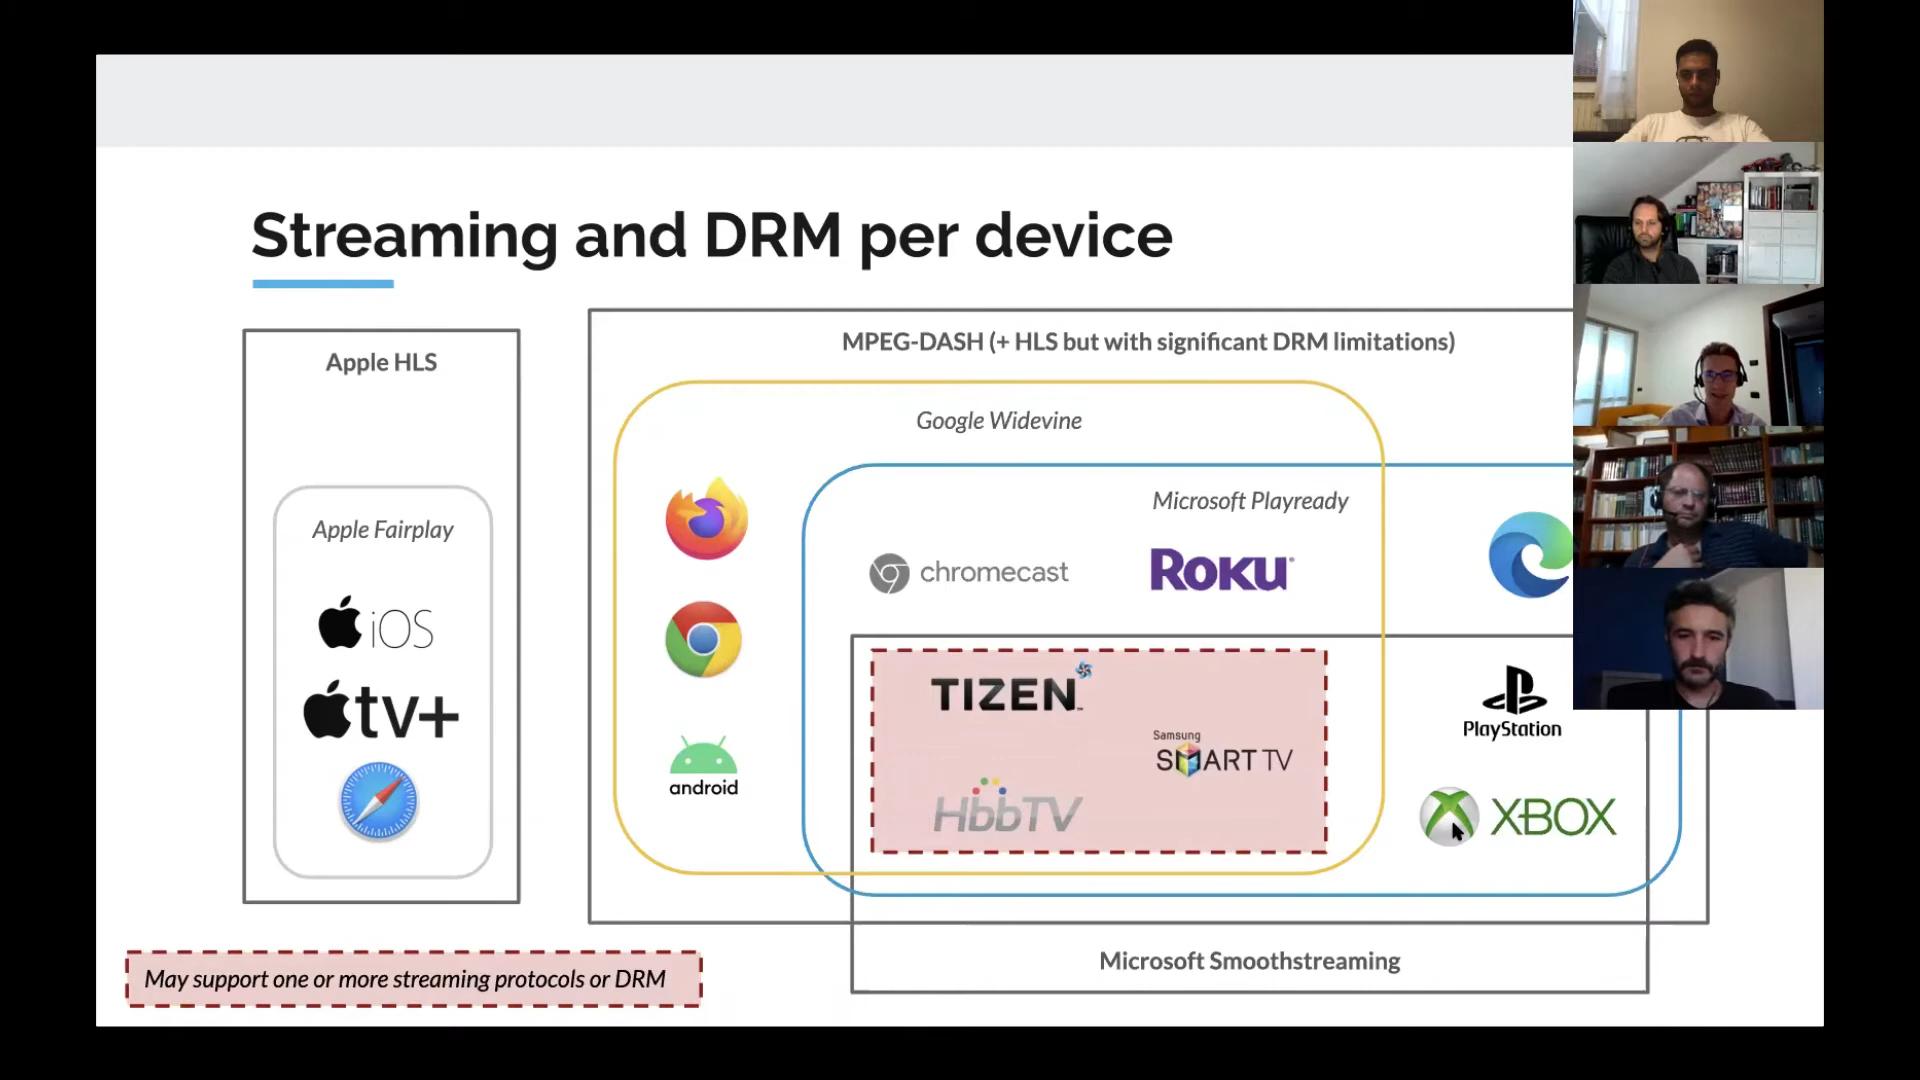 Streaming and DRM per device
Apple HLS
Apple Fairplay
iOS
tv+
MPEG-DASH (+ HLS but with significant DRM limitations)
Google Widevine
Microsoft Playready
chromecast
ROKU
android
TIZEN™
Samsung
SMART TV
HbbTV
PlayStation
XBOX
Microsoft Smoothstreaming
May support one or more streaming protocols or DRM